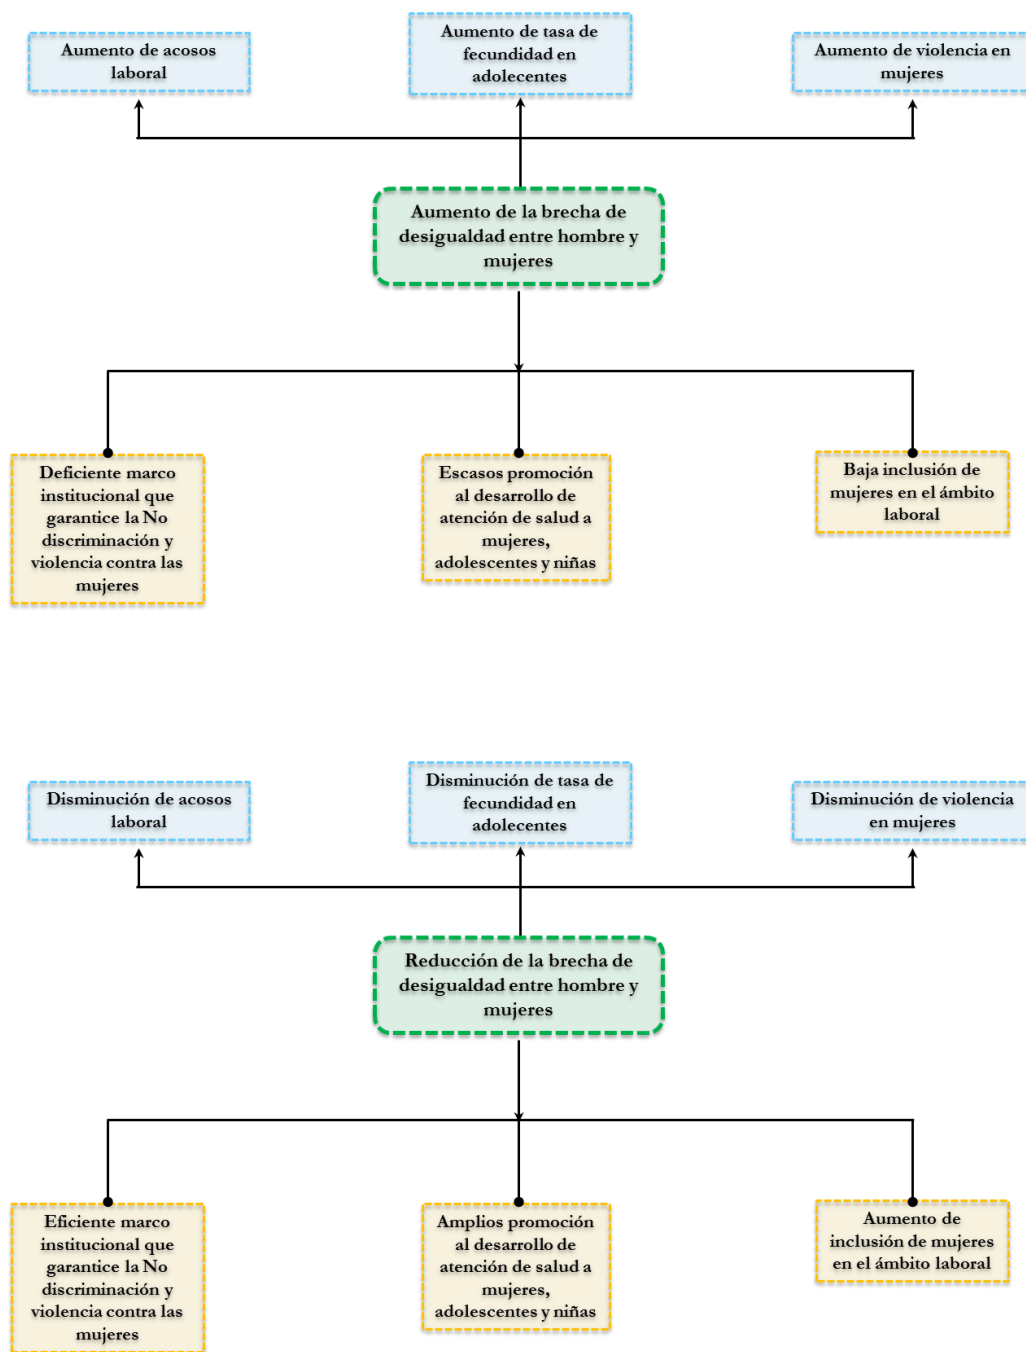 Aumento de acosos
laboral
Aumento de tasa de
fecundidad en
adolecentes
Aumento de violencia en
mujeres
Aumento de la brecha de
desigualdad entre hombre y
mujeres
Deficiente marco
institucional que
garantice la No
discriminación y
violencia contra las
mujeres
Escasos promoción
al desarrollo de
atención de salud a
mujeres,
adolescentes y niñas
Baja inclusión de
mujeres en el ámbito
laboral
Disminución de acosos
laboral
Disminución de tasa de
fecundidad en
adolecentes
Disminución de violencia
en mujeres
Reducción de la brecha de
desigualdad entre hombre y
mujeres
Eficiente marco
institucional que
garantice la No
discriminación y
violencia contra las
mujeres
Amplios promoción
al desarrollo de
atención de salud a
mujeres,
adolescentes y niñas
Aumento de
inclusión de mujeres
en el ámbito laboral